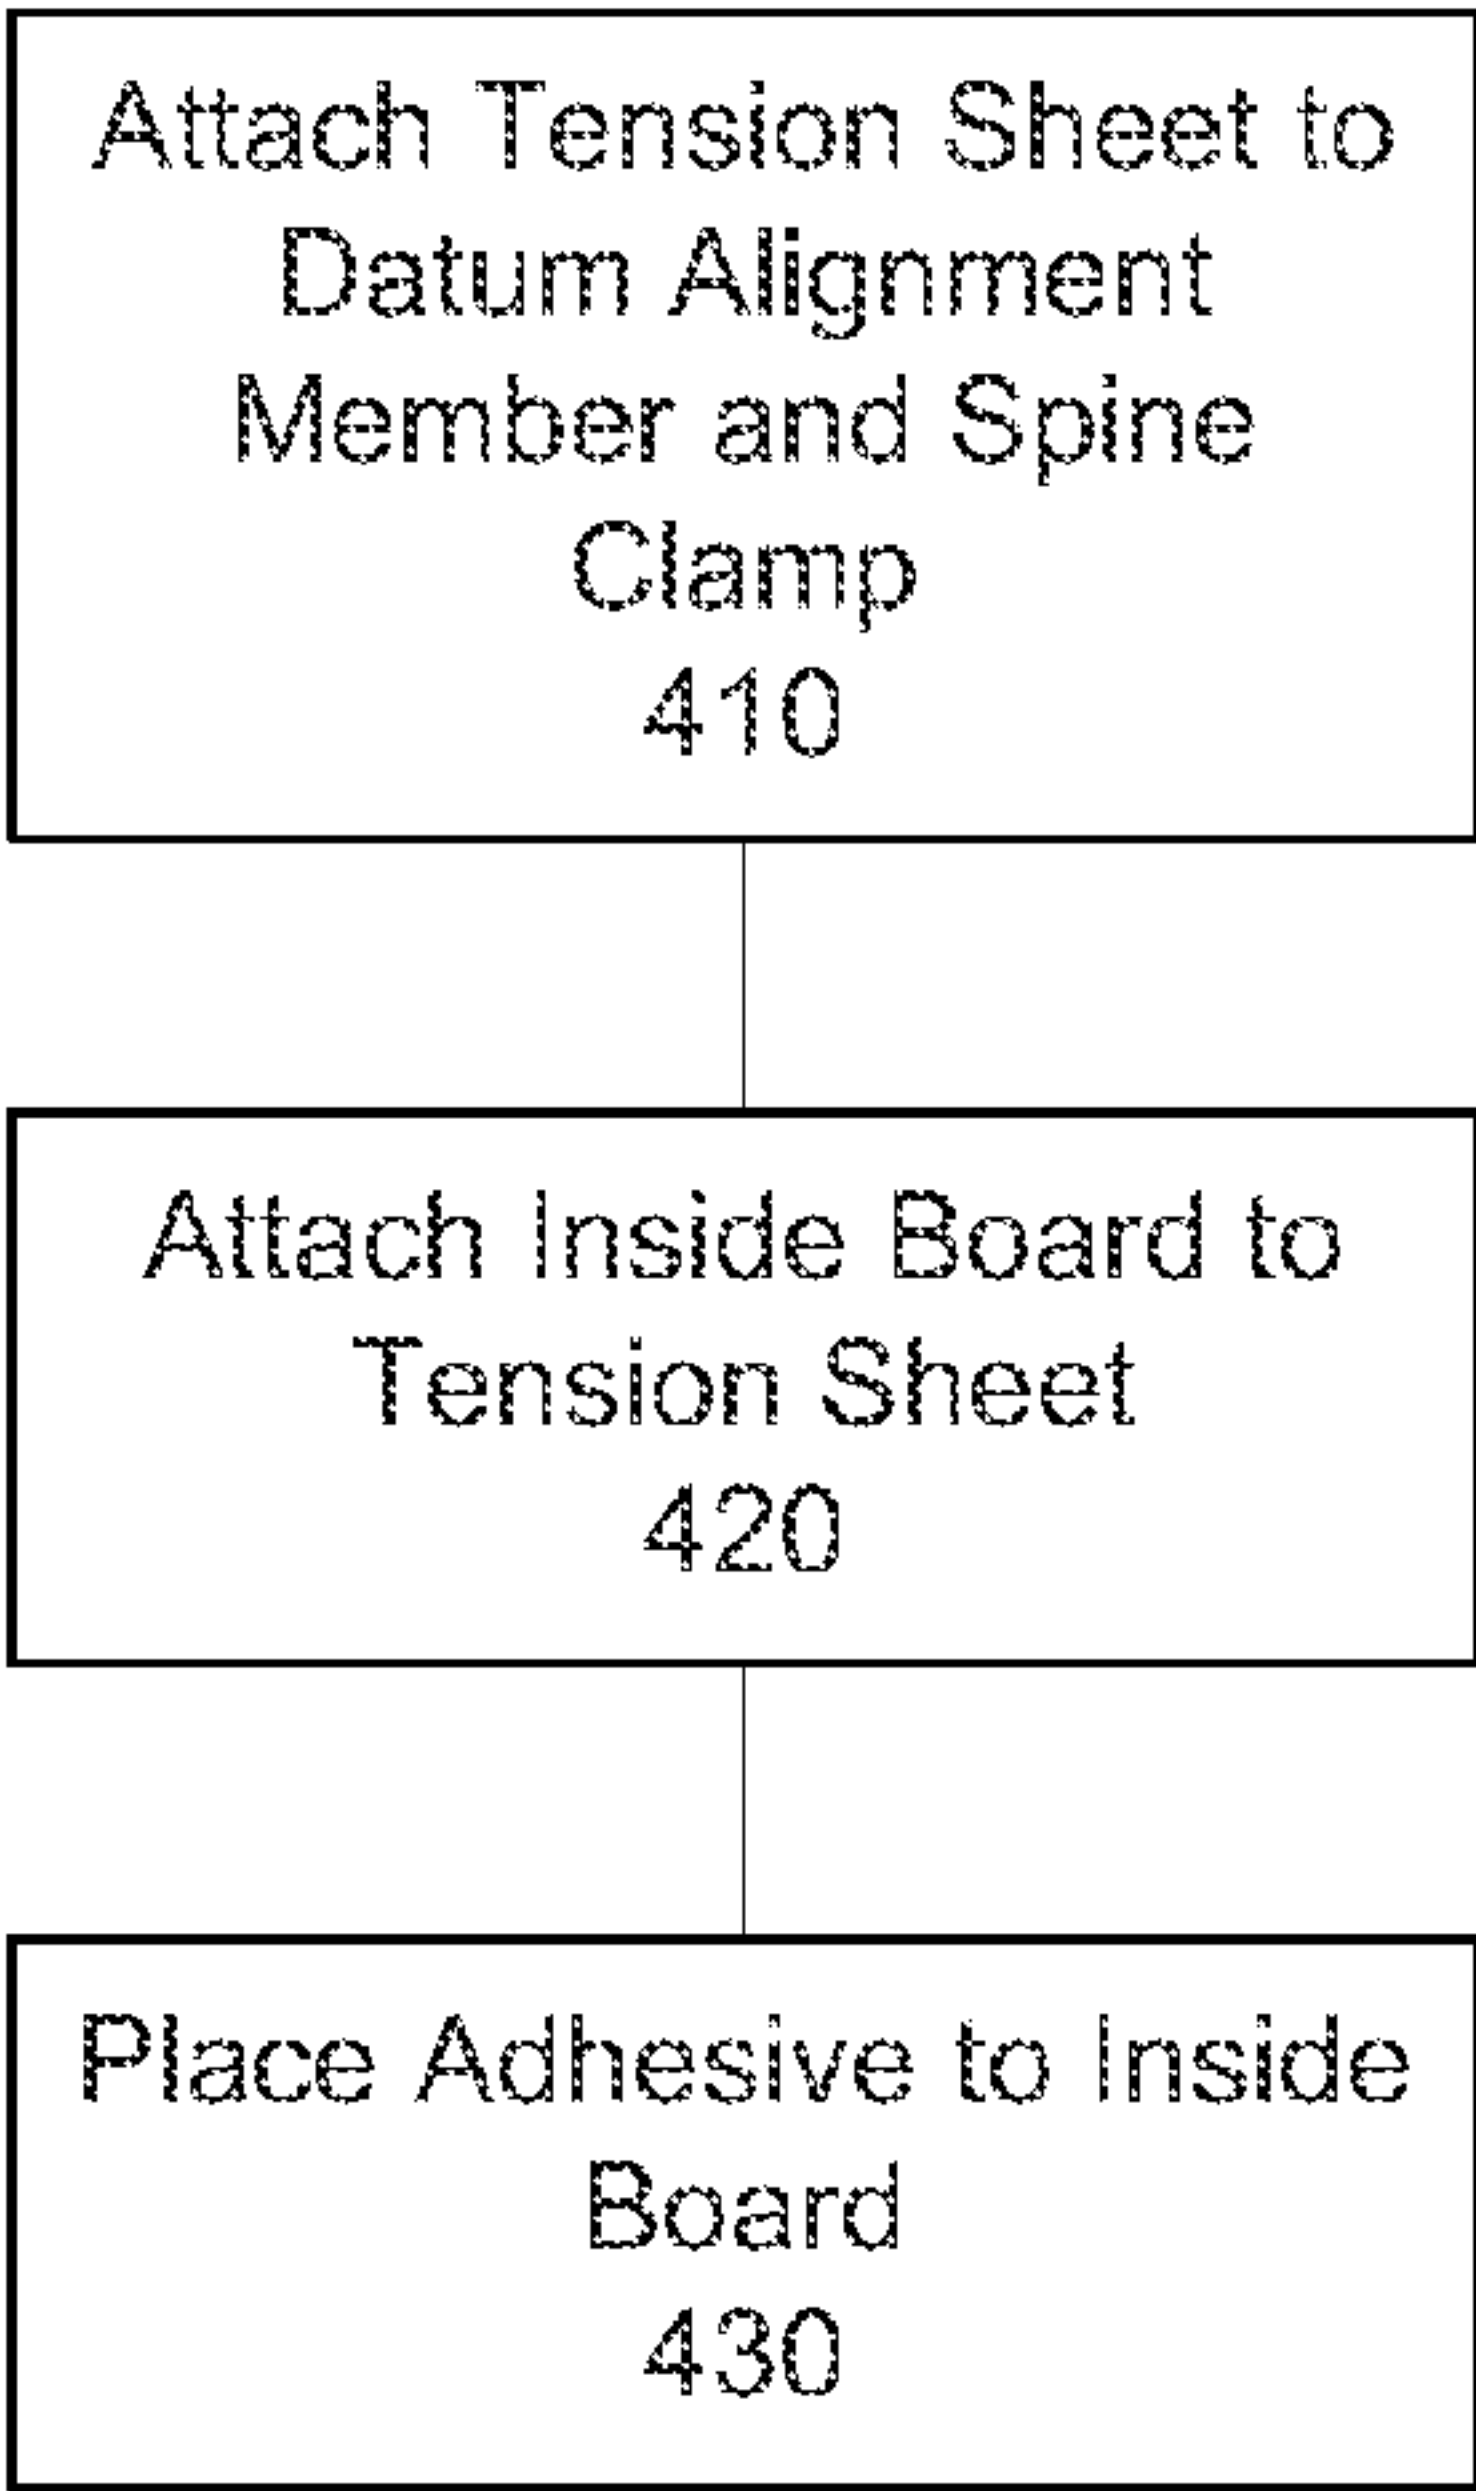 Attach Tension Sheet to
Datum Alignment
Member and Spine
Clamp
410
Attach Inside Board to
Tension Sheet
420
Place Adhesive to Inside
Board
430